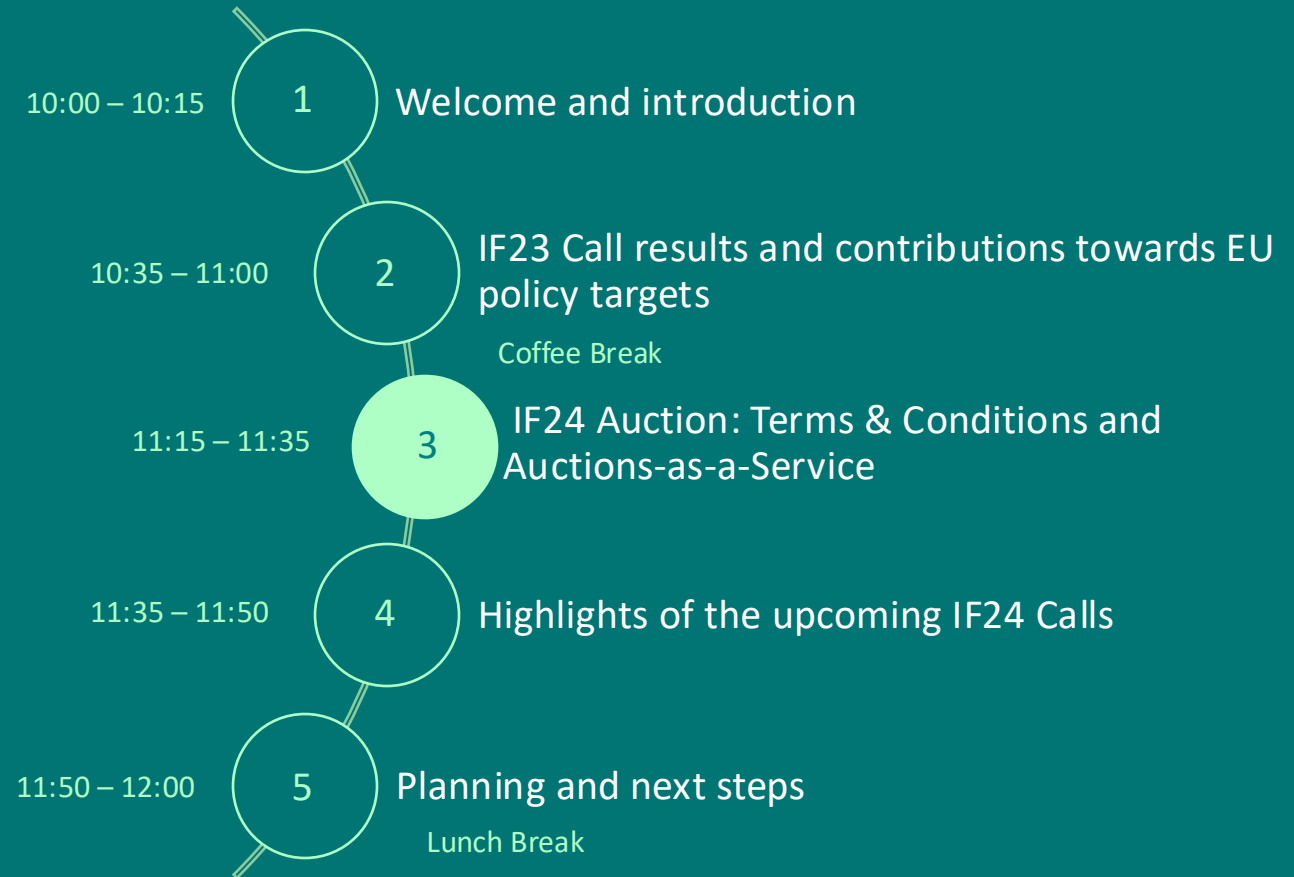 10:00 – 10:15
1
Welcome and introduction
10:35 – 11:00
2
IF23 Call results and contributions towards EU
policy targets
Coffee Break
11:15 – 11:35
3
IF24 Auction: Terms & Conditions and
Auctions-as-a-Service
11:35 – 11:50
4
Highlights of the upcoming IF24 Calls
11:50 – 12:00
5
Planning and next steps
Lunch Break